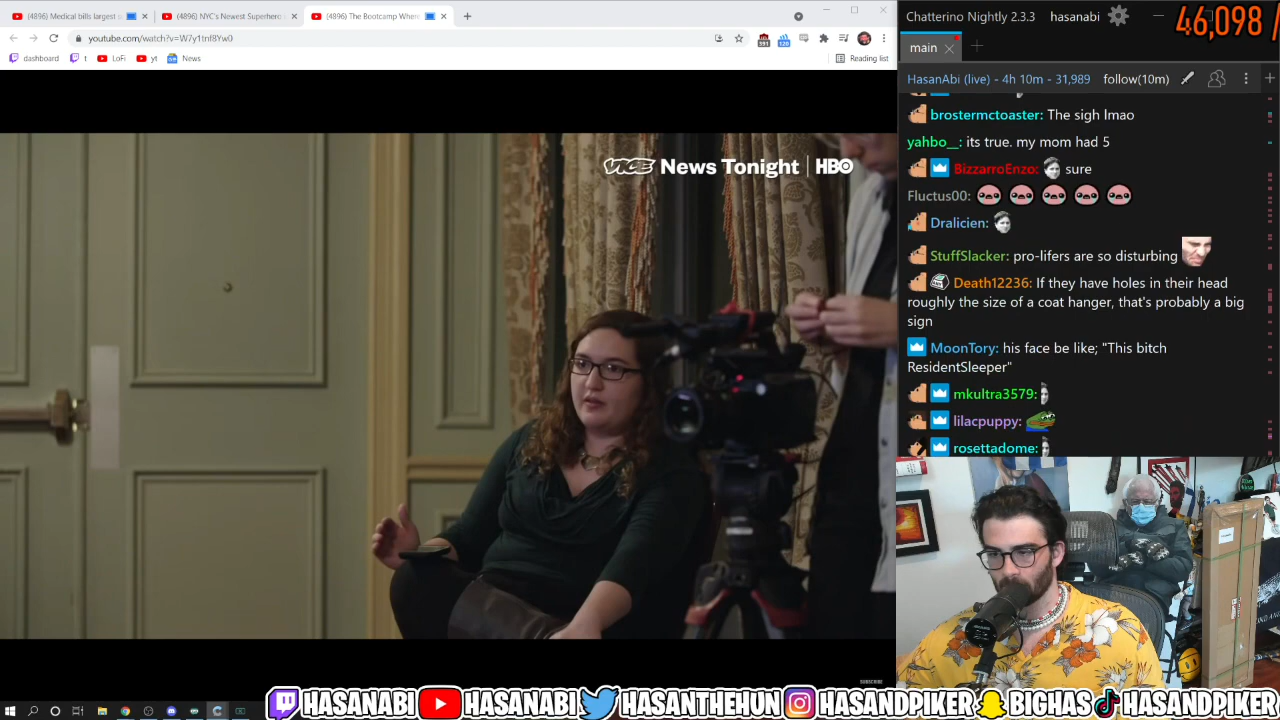 (4896) Medical bills largest s
(4896) NYC's Newest Superhero
(4896) The Bootcamp Where
youtube.com/watch?v=W7y1tnf8Yw0
391
120
dashboard
t
LoFi
yt
News
Reading list
VICE News Tonight | HBO
SUBSCRIBE
Chatterino Nightly 2.3.3
hasanabi
46,098 /
main
HasanAbi (live) - 4h 10m - 31,989
follow(10m)
brostermctoaster: The sigh lmao
yahbo__: its true. my mom had 5
BizzarroEnzo: sure
Fluctus00:
Dralicien:
StuffSlacker: pro-lifers are so disturbing
Death12236: If they have holes in their head
roughly the size of a coat hanger, that's probably a big
sign
MoonTory: his face be like; "This bitch
ResidentSleeper"
mkultra3579:
lilacpuppy:
rosettadome:
HASANABI
HASANABI
HASANTHEHUN
HASANDPIKER
BIGHAS
HASANDPIKER